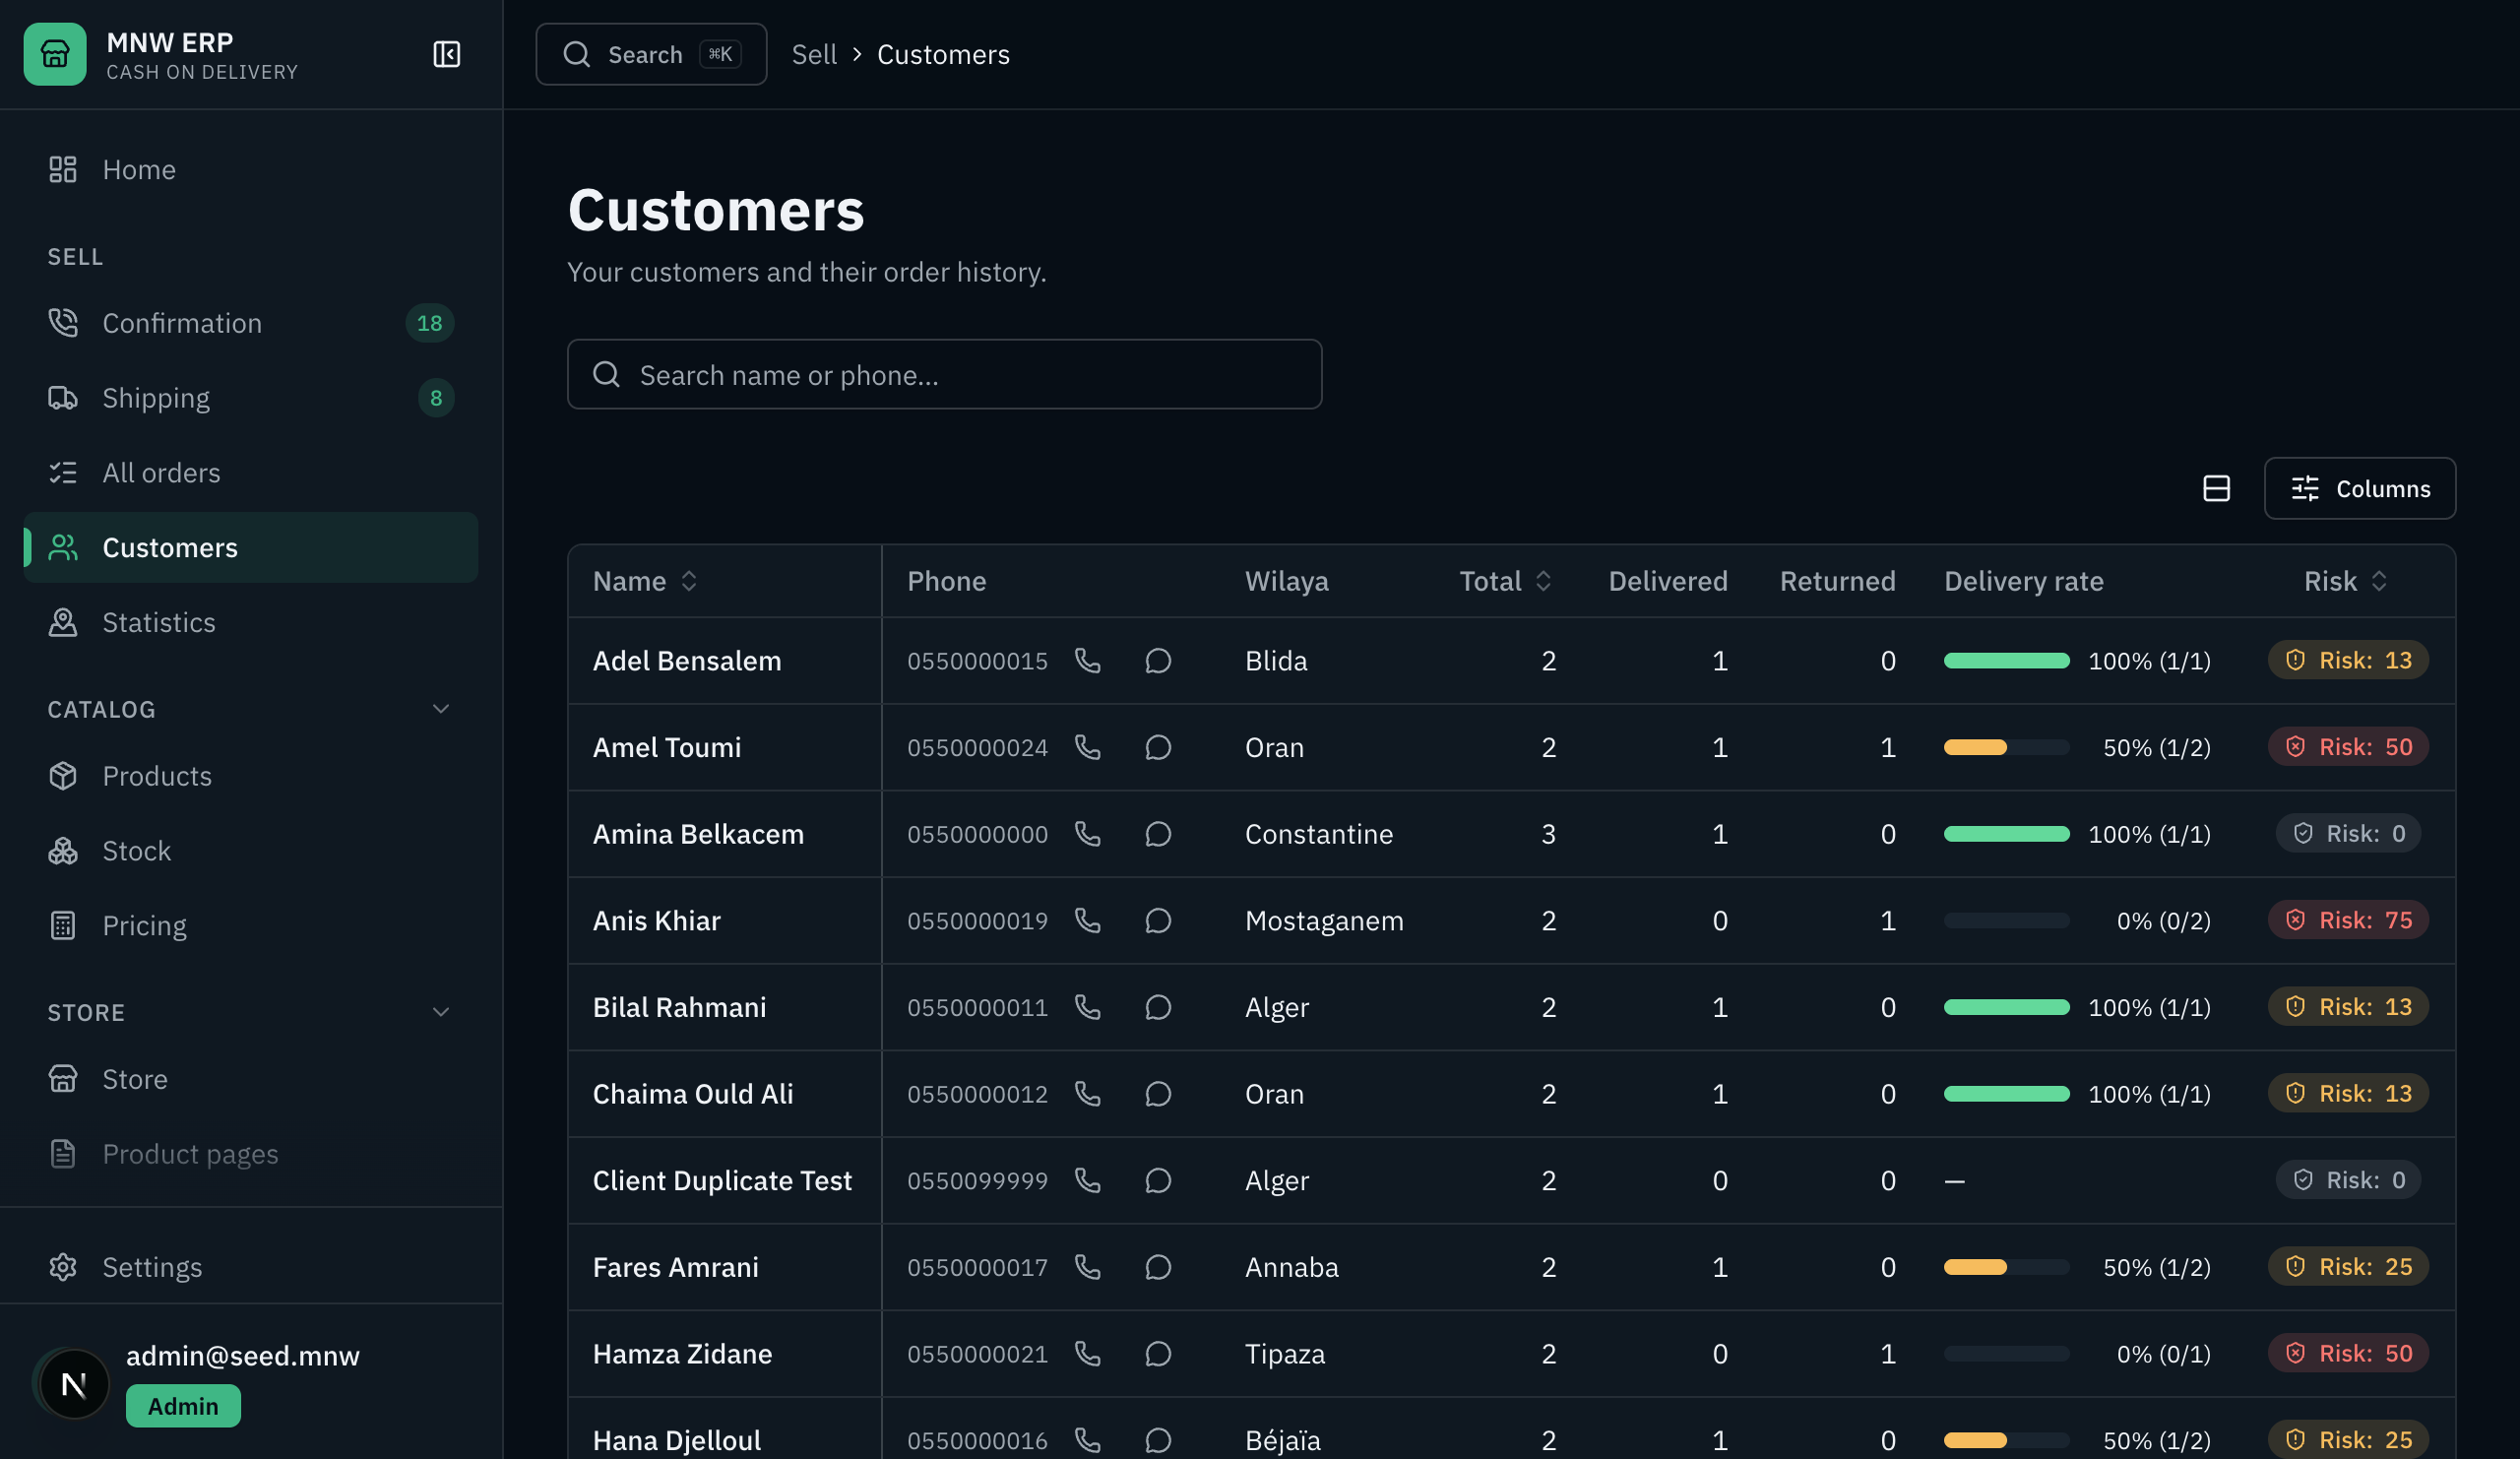 MNW ERP
CASH ON DELIVERY
Home
SELL
Confirmation 18
Shipping 8
All orders
Customers
Statistics
CATALOG
Products
Stock
Pricing
STORE
Store
Product pages
Settings
admin@seed.mnw
N
Admin
Search ⌘K
Sell > Customers
Customers
Your customers and their order history.
Search name or phone...
Columns
Name Phone Wilaya Total Delivered Returned Delivery rate Risk
Adel Bensalem 0550000015 Blida 2 1 0 100% (1/1) Risk: 13
Amel Toumi 0550000024 Oran 2 1 1 50% (1/2) Risk: 50
Amina Belkacem 0550000000 Constantine 3 1 0 100% (1/1) Risk: 0
Anis Khiar 0550000019 Mostaganem 2 0 1 0% (0/2) Risk: 75
Bilal Rahmani 0550000011 Alger 2 1 0 100% (1/1) Risk: 13
Chaima Ould Ali 0550000012 Oran 2 1 0 100% (1/1) Risk: 13
Client Duplicate Test 0550099999 Alger 2 0 0 — Risk: 0
Fares Amrani 0550000017 Annaba 2 1 0 50% (1/2) Risk: 25
Hamza Zidane 0550000021 Tipaza 2 0 1 0% (0/1) Risk: 50
Hana Djelloul 0550000016 Béjaïa 2 1 0 50% (1/2) Risk: 25